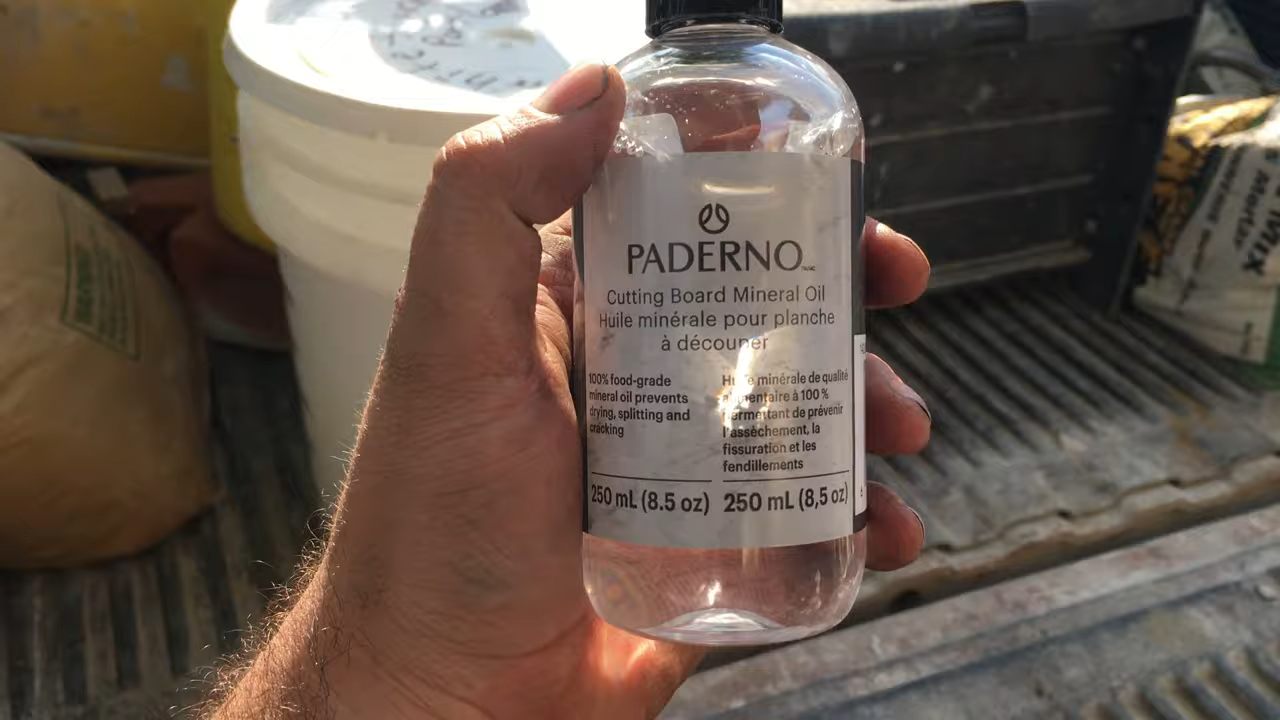 PADERNO
Cutting Board Mineral Oil
Huile minérale pour planche
à découper
100% food-grade
mineral oil prevents
drying, splitting and
cracking
Huile minérale de qualité
alimentaire à 100 %
permettant de prévenir
l'assèchement, la
fissuration et les
fendillements
250 mL (8.5 oz)
250 mL (8,5 oz)
MIX
Mortar